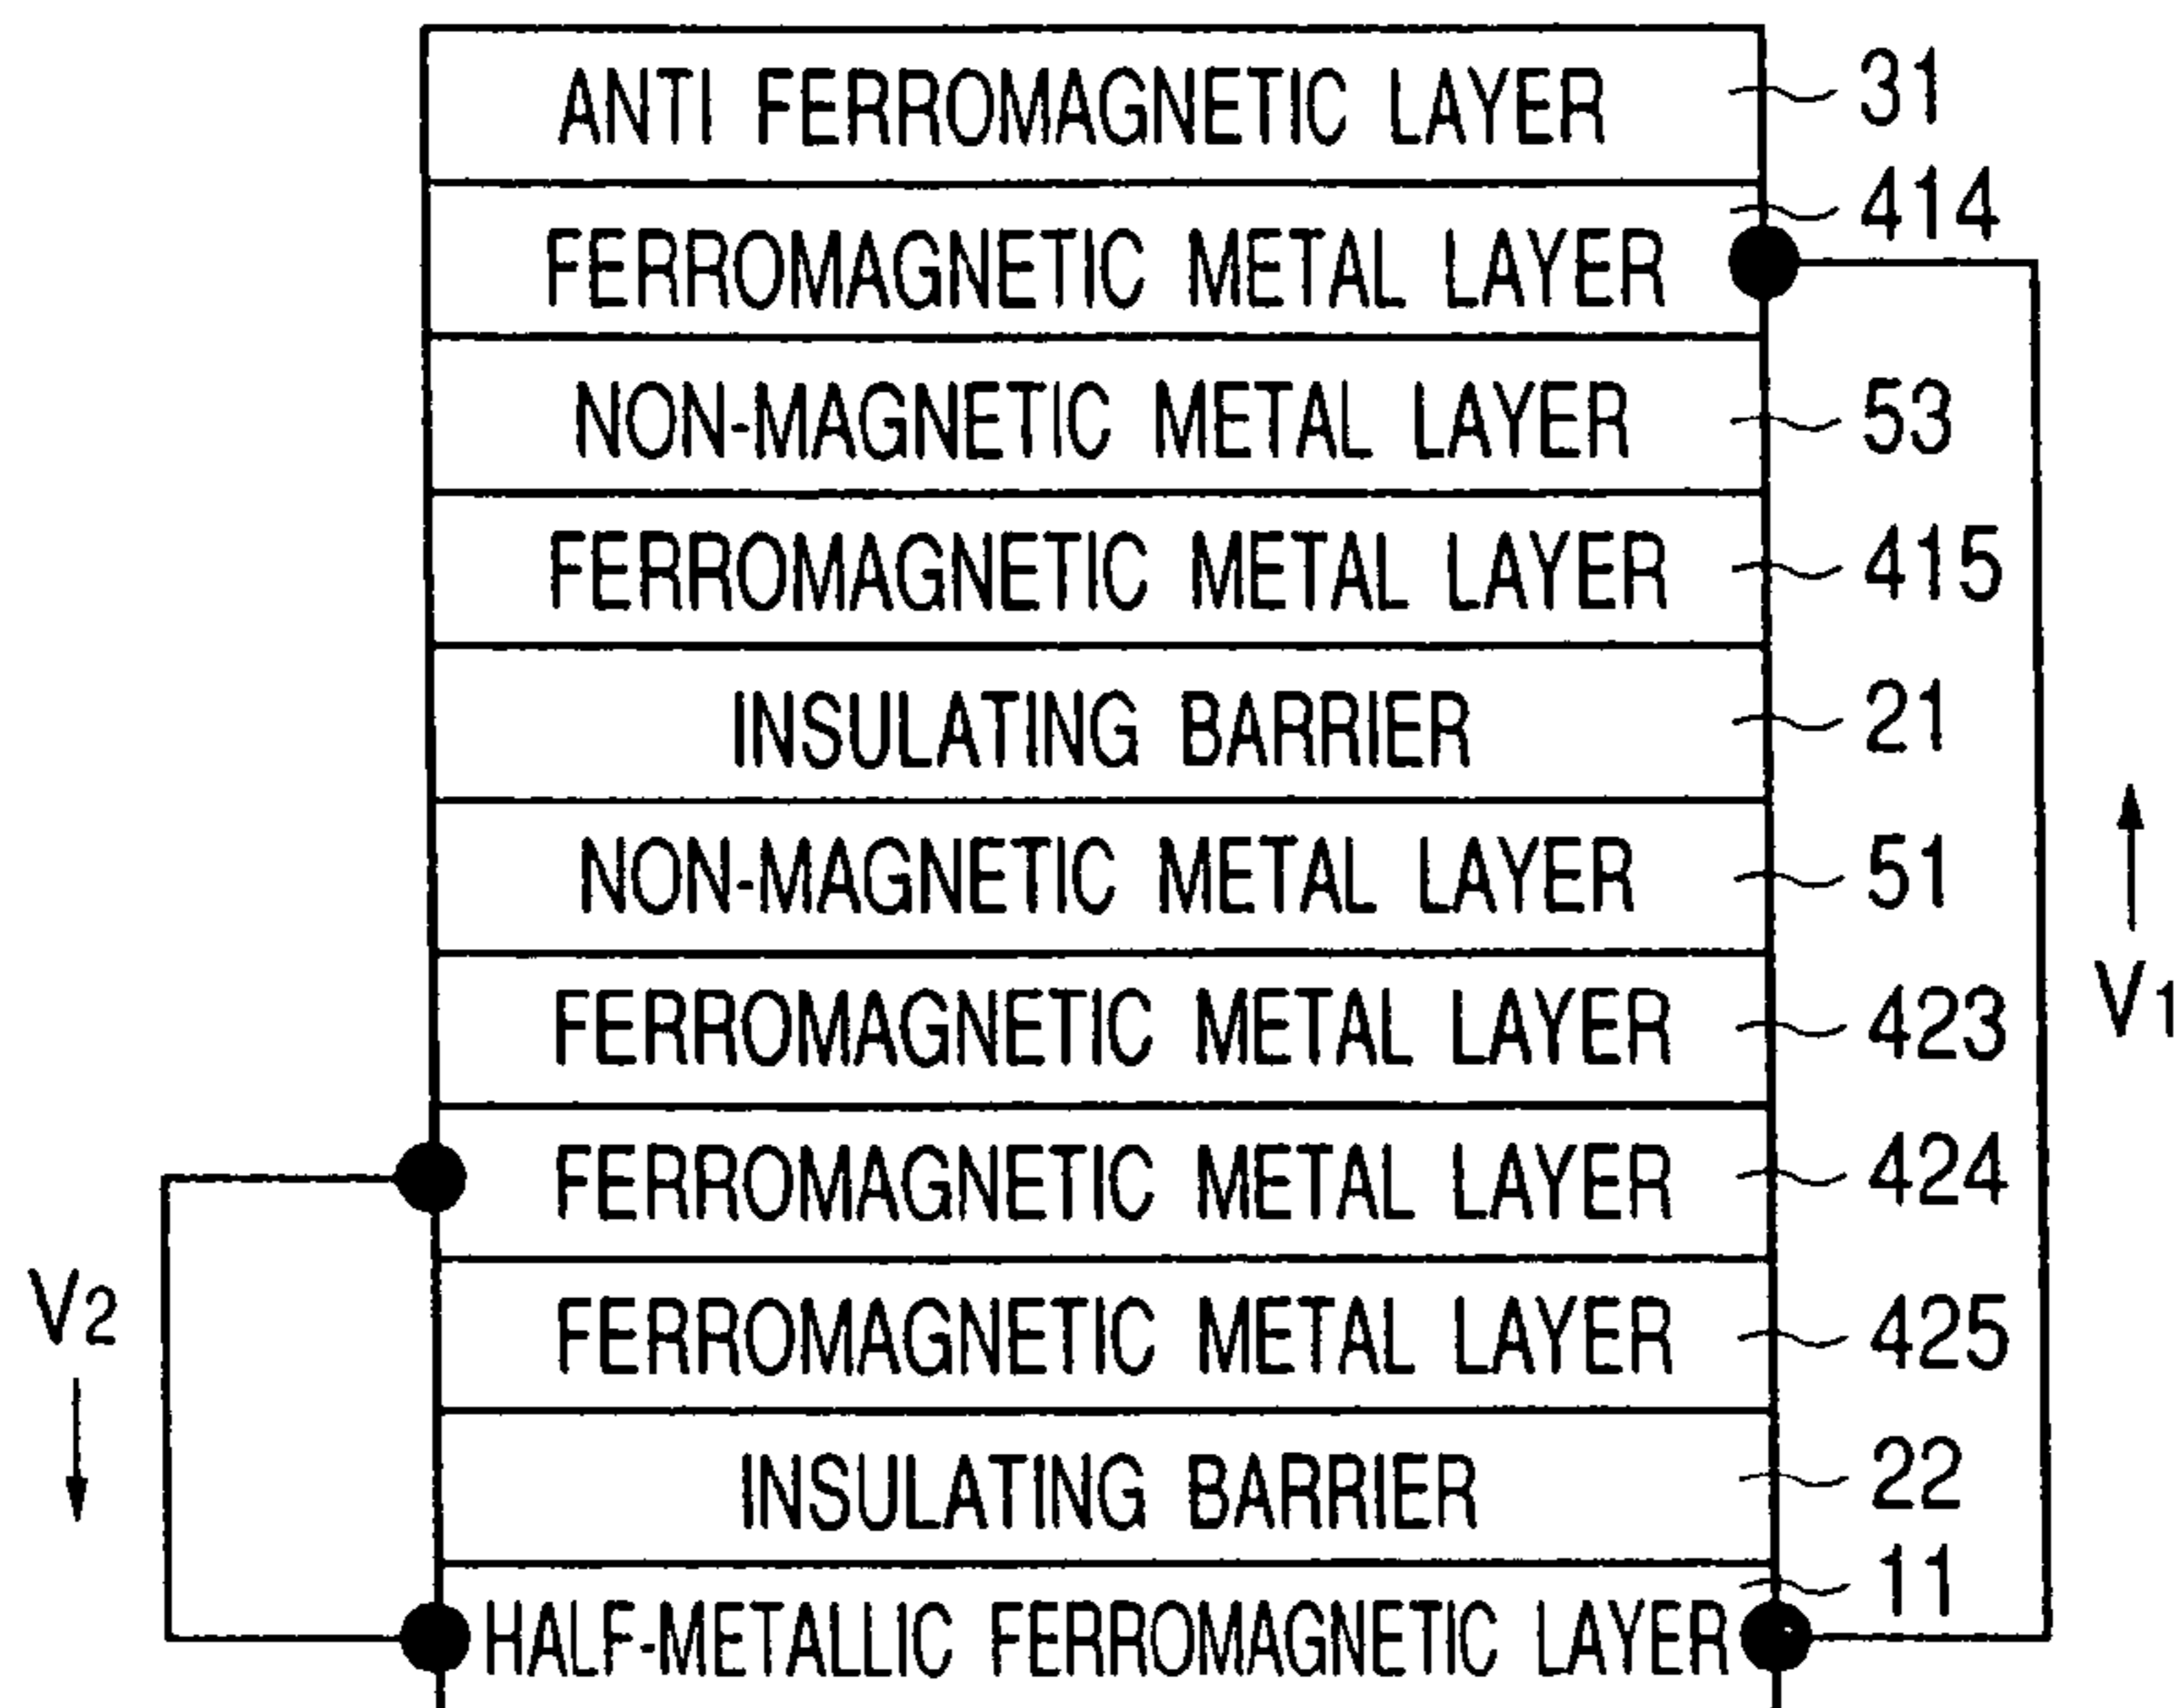 ANTI FERROMAGNETIC LAYER 31
414
FERROMAGNETIC METAL LAYER
NON-MAGNETIC METAL LAYER 53
FERROMAGNETIC METAL LAYER 415
INSULATING BARRIER 21
NON-MAGNETIC METAL LAYER 51
FERROMAGNETIC METAL LAYER 423
V1
FERROMAGNETIC METAL LAYER 424
V2
FERROMAGNETIC METAL LAYER 425
INSULATING BARRIER 22
11
HALF-METALLIC FERROMAGNETIC LAYER